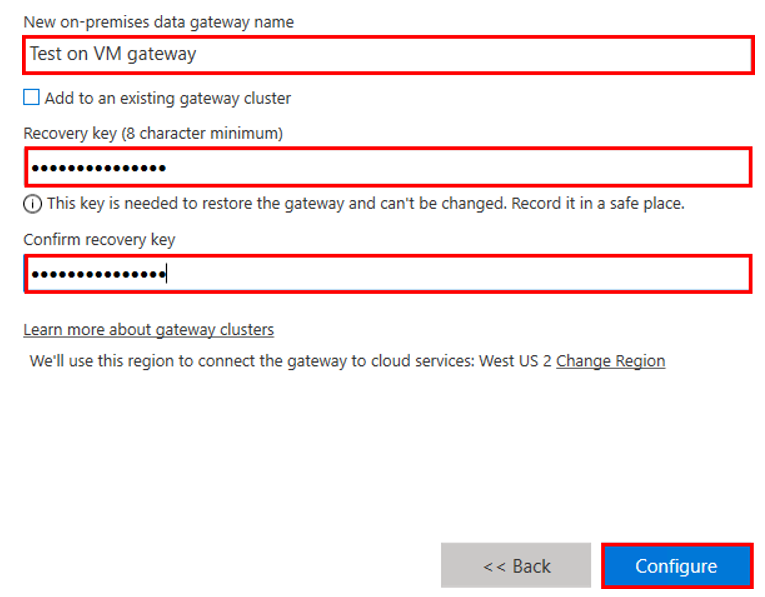 New on-premises data gateway name
Test on VM gateway
Add to an existing gateway cluster
Recovery key (8 character minimum)
•••••••••••••••
This key is needed to restore the gateway and can't be changed. Record it in a safe place.
Confirm recovery key
•••••••••••••••
Learn more about gateway clusters
We'll use this region to connect the gateway to cloud services: West US 2 Change Region
<< Back
Configure